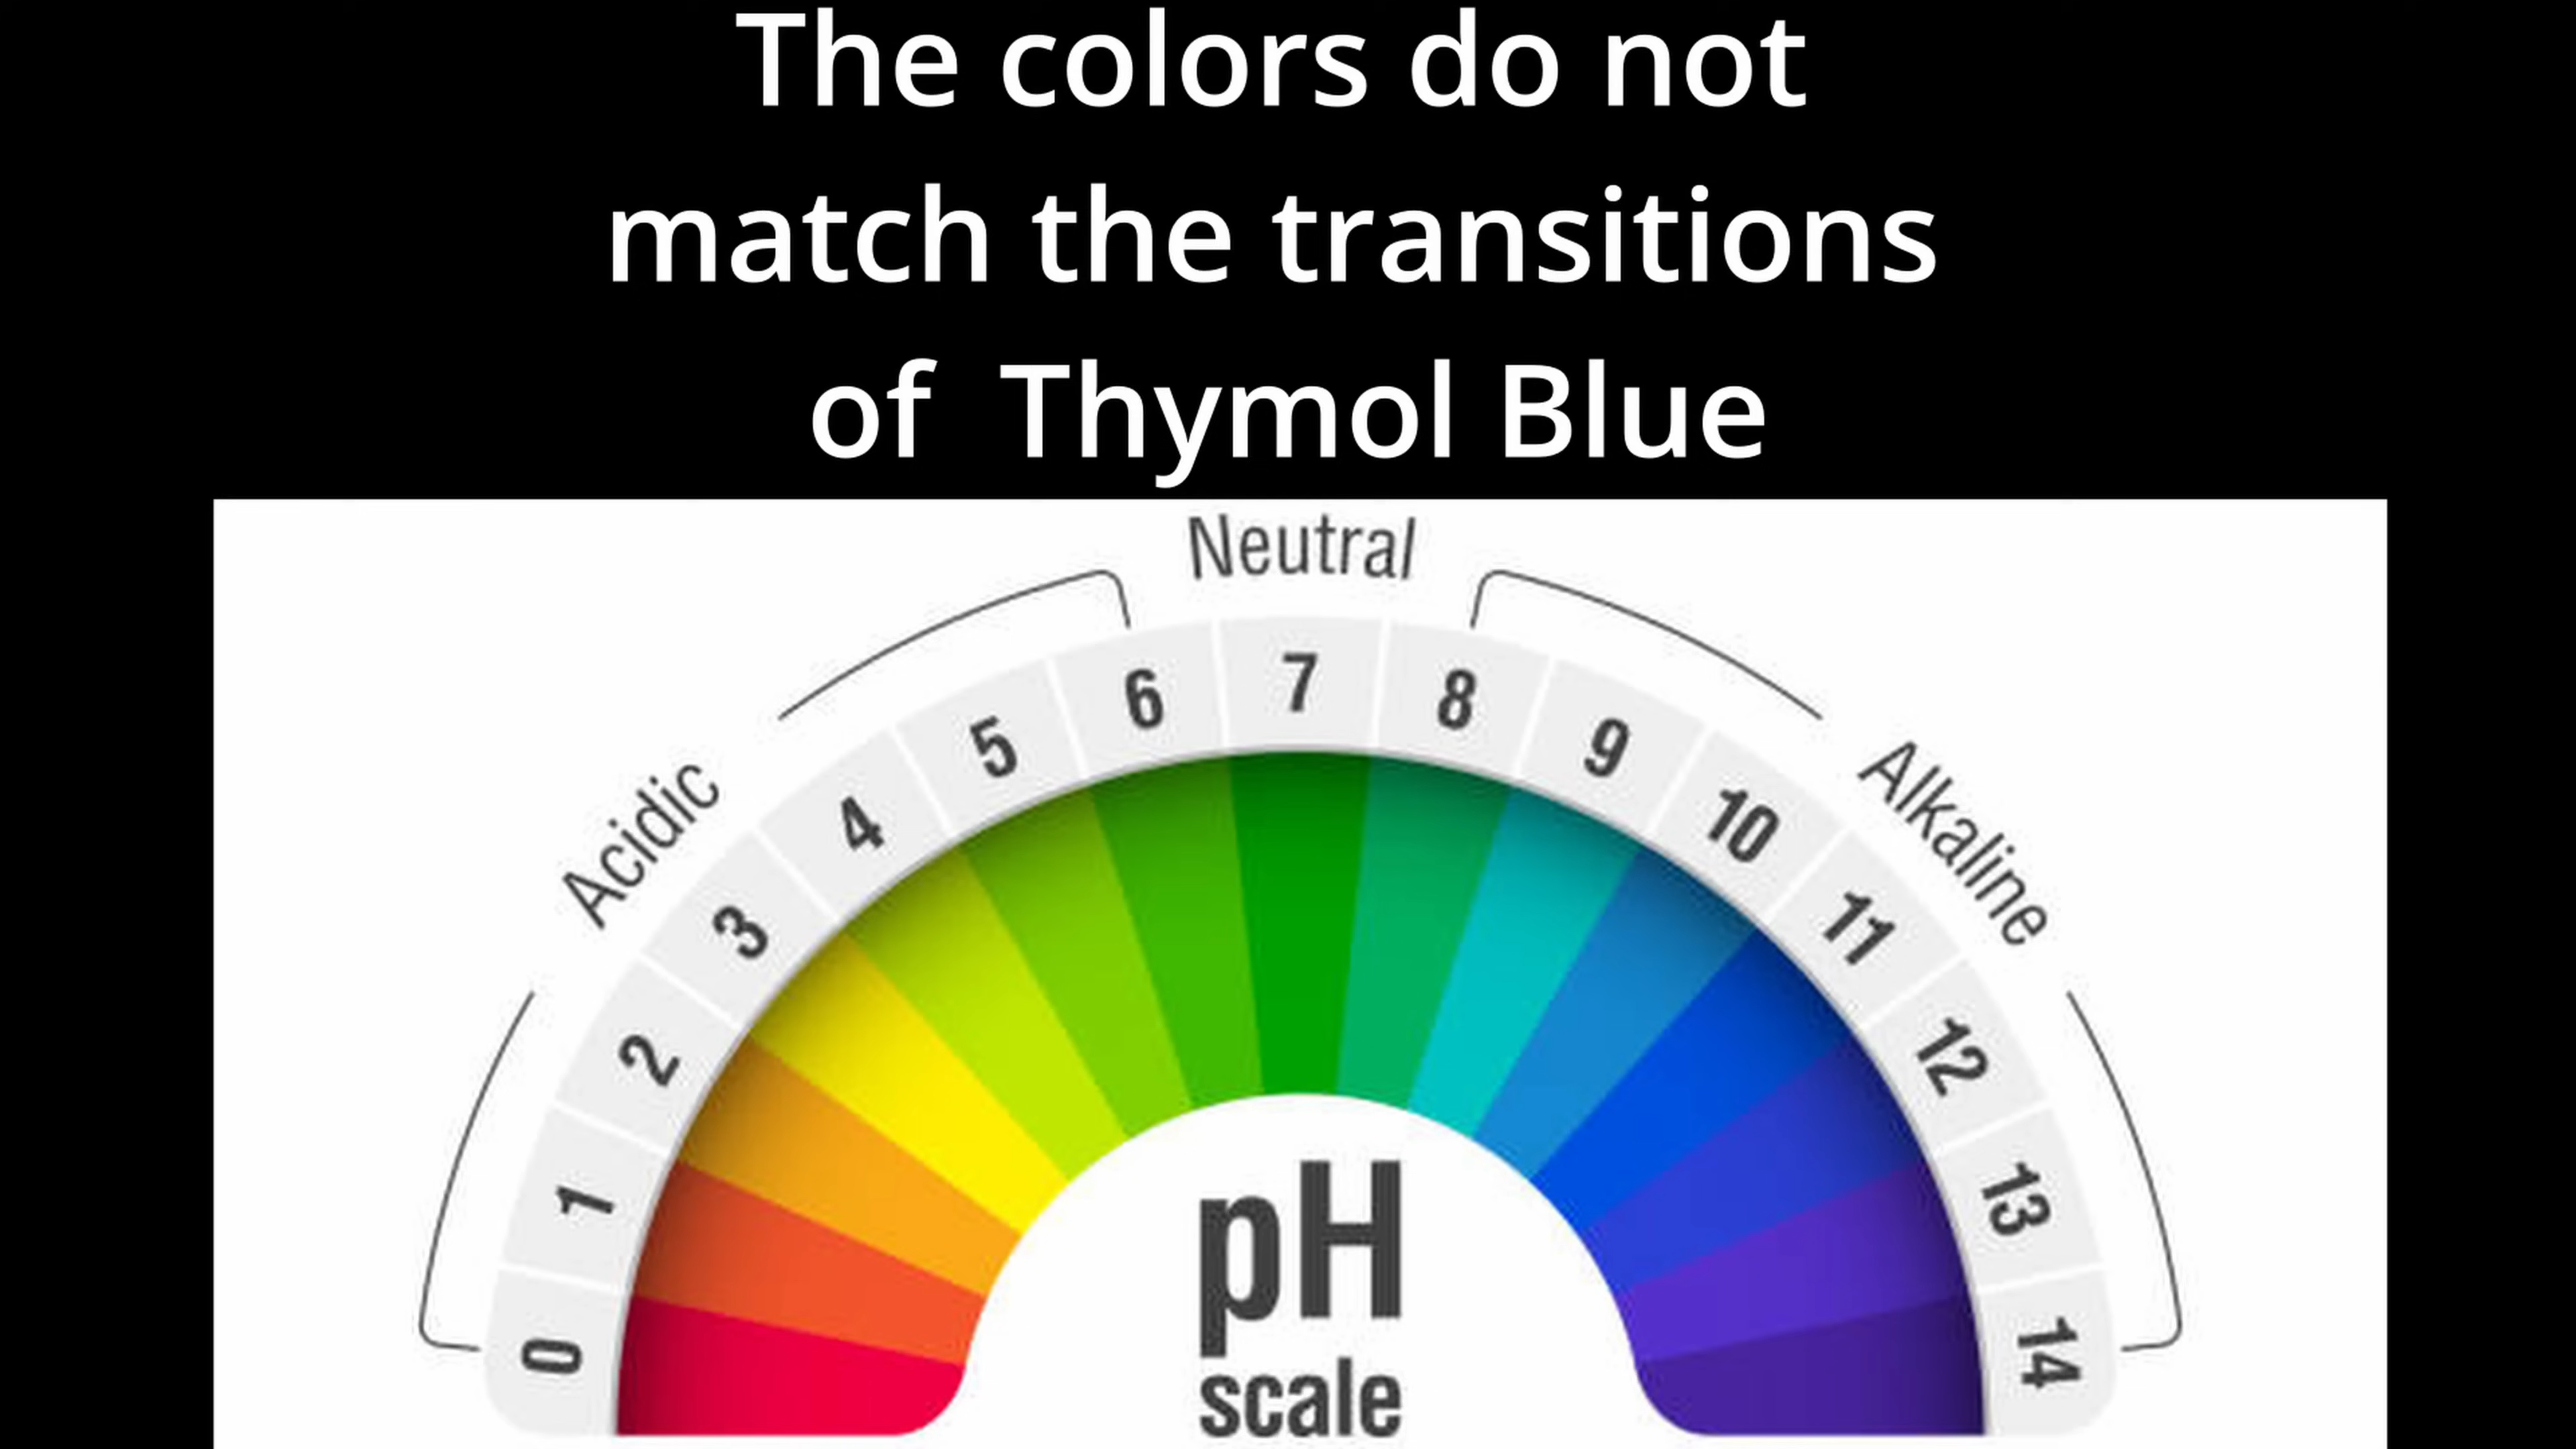 The colors do not
match the transitions
of  Thymol Blue
Neutral
Acidic
Alkaline
0
1
2
3
4
5
6
7
8
9
10
11
12
13
14
pH
scale